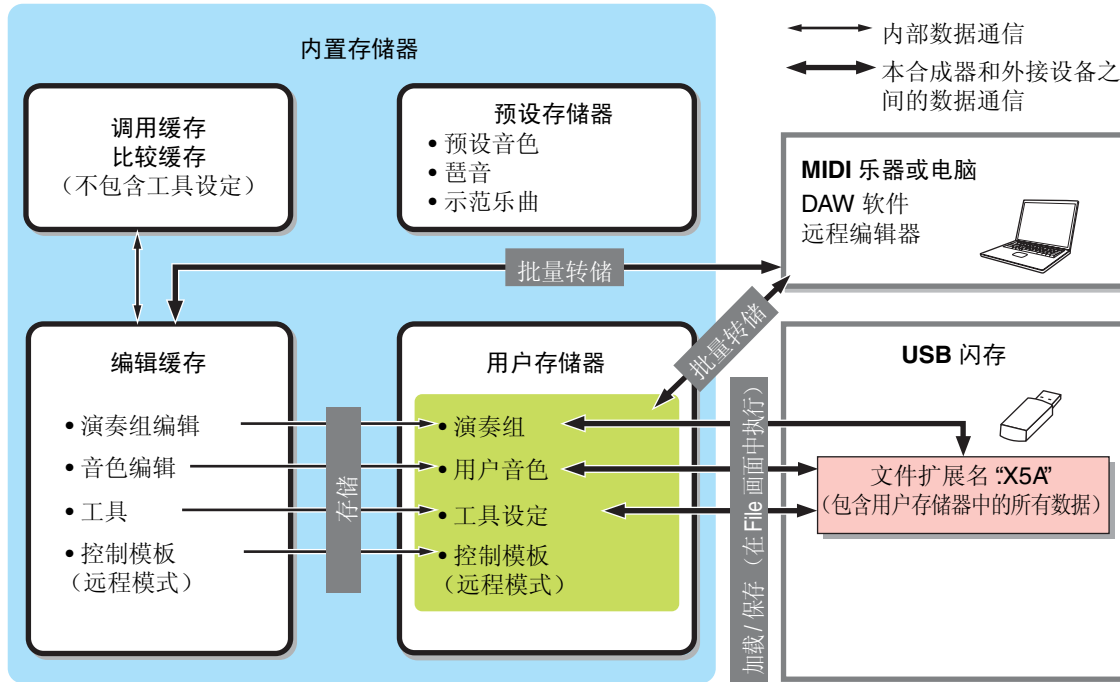 内置存储器
内部数据通信
本合成器和外接设备之
间的数据通信
调用缓存
比较缓存
（不包含工具设定）
预设存储器
• 预设音色
• 琶音
• 示范乐曲
MIDI 乐器或电脑
DAW 软件
远程编辑器
批量转储
批量转储
编辑缓存
• 演奏组编辑
• 音色编辑
• 工具
• 控制模板
（远程模式）
存储
用户存储器
• 演奏组
• 用户音色
• 工具设定
• 控制模板
（远程模式）
加载/保存（在 File 画面中执行）
USB 闪存
文件扩展名“.X5A”
（包含用户存储器中的所有数据）